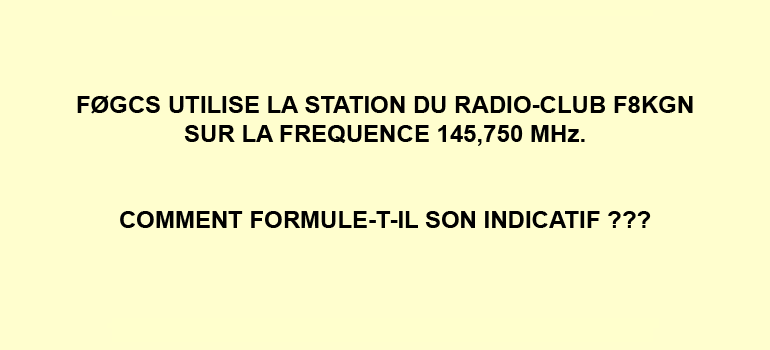 FØGCS UTILISE LA STATION DU RADIO-CLUB F8KGN
SUR LA FREQUENCE 145,750 MHz.
COMMENT FORMULE-T-IL SON INDICATIF ???